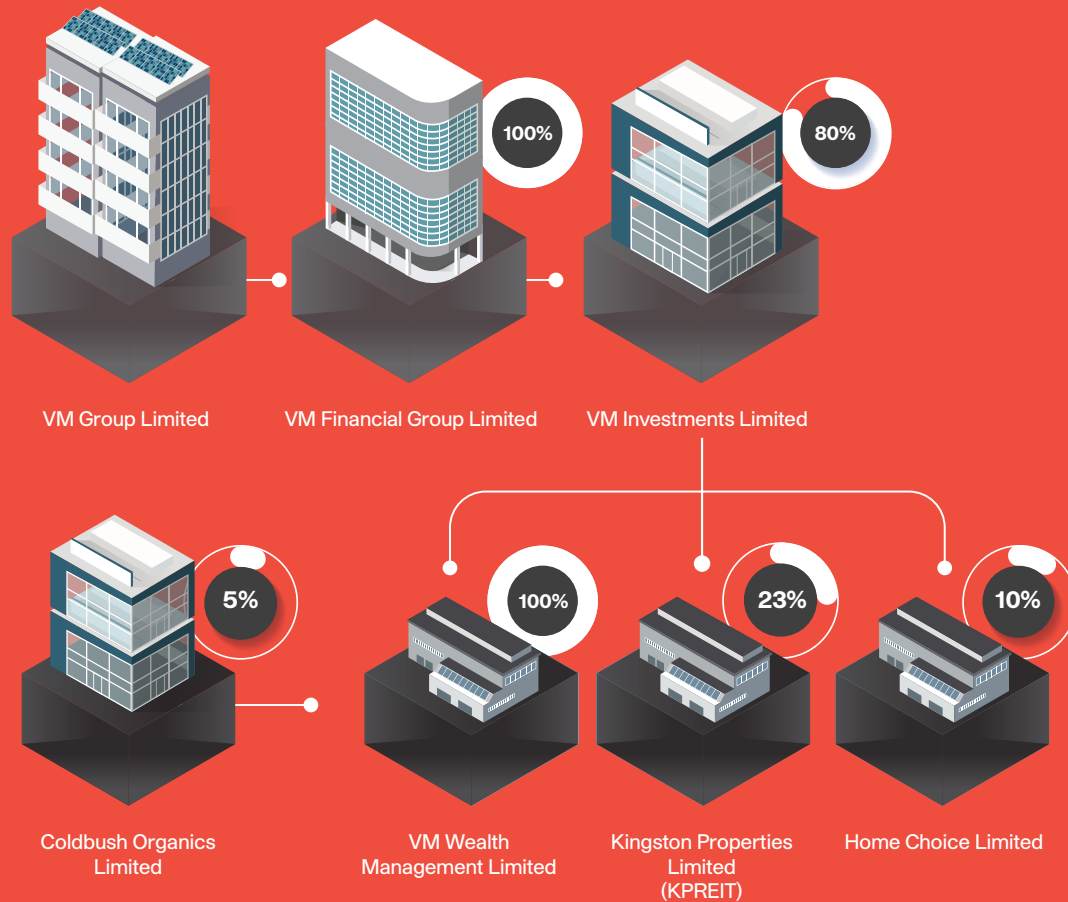 100%
80%
VM Group Limited
VM Financial Group Limited
VM Investments Limited
5%
100%
23%
10%
Coldbush Organics
Limited
VM Wealth
Management Limited
Kingston Properties
Limited
(KPREIT)
Home Choice Limited